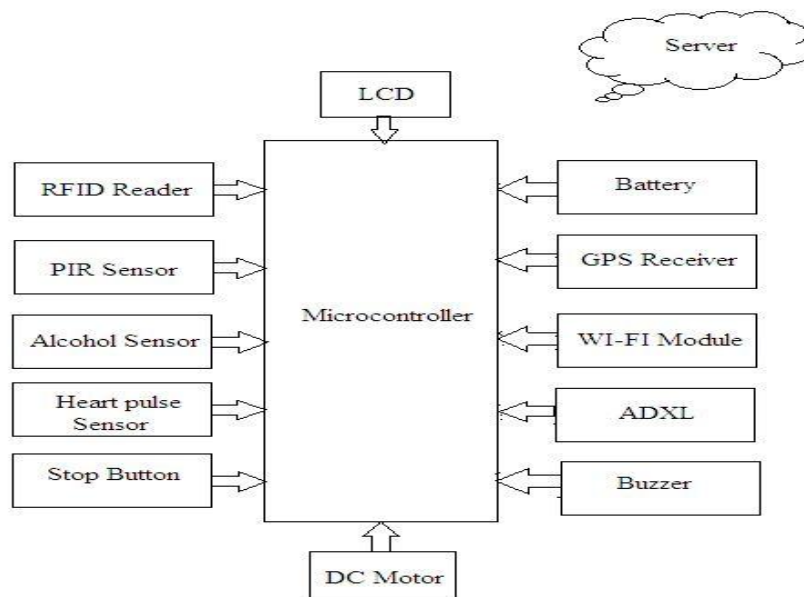 Server
LCD
RFID Reader
PIR Sensor
Alcohol Sensor
Heart pulse
Sensor
Stop Button
Microcontroller
Battery
GPS Receiver
WI-FI Module
ADXL
Buzzer
DC Motor